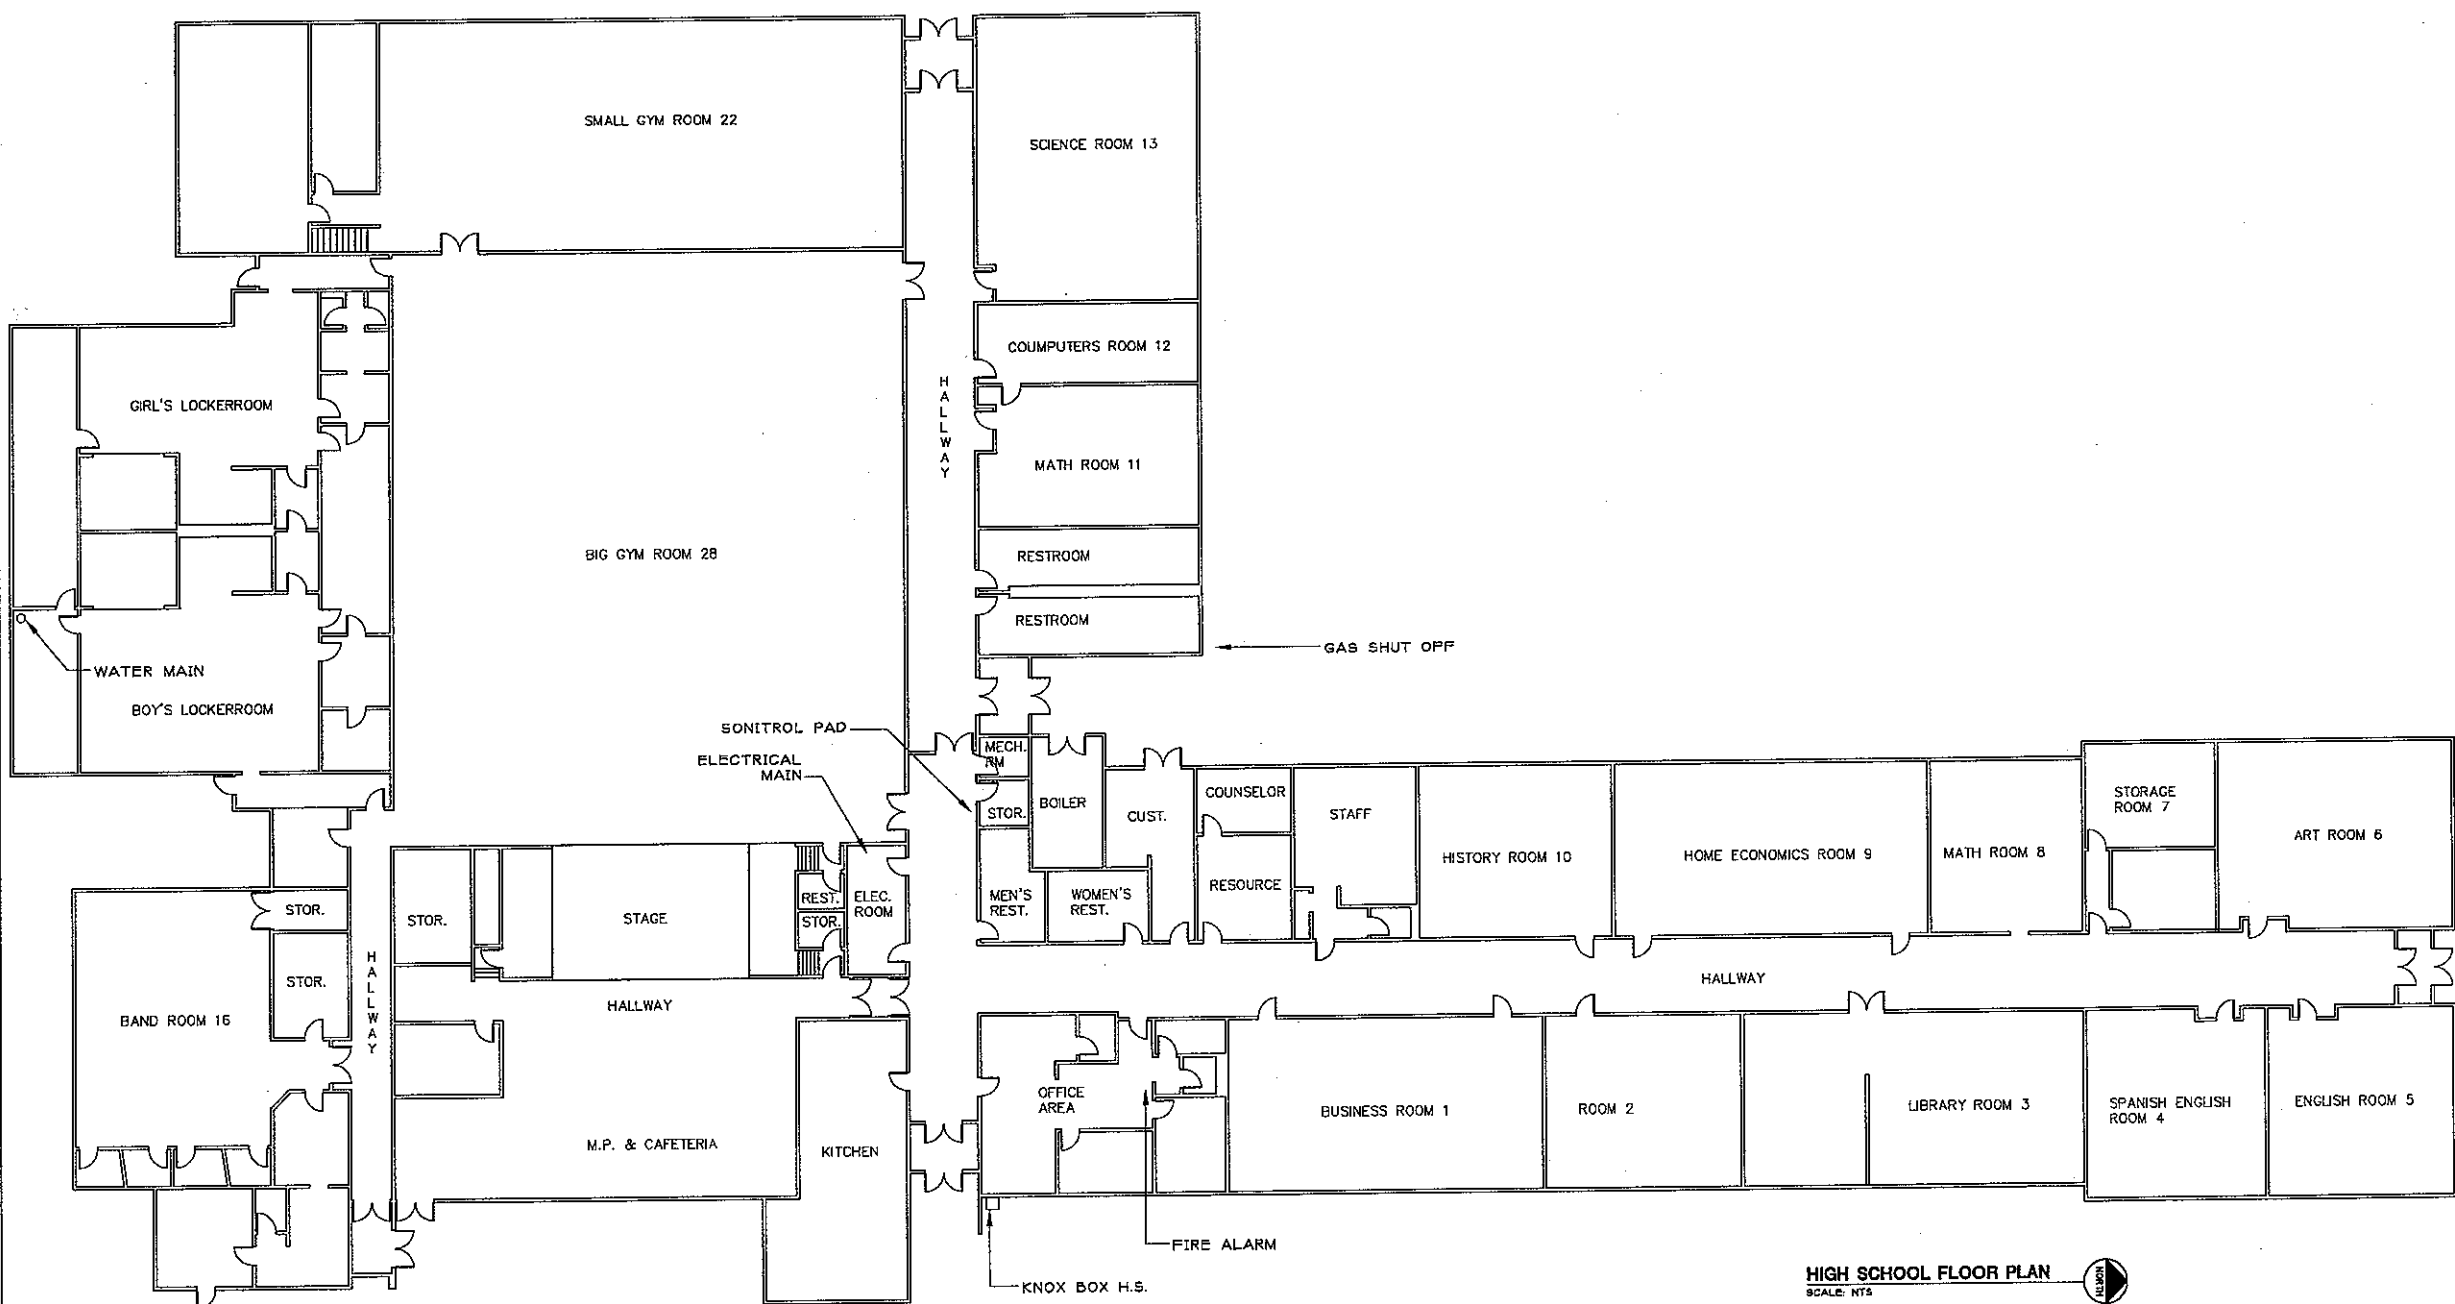 SMALL GYM ROOM 22
SCIENCE ROOM 13
COUMPUTERS ROOM 12
HALLWAY
GIRL'S LOCKERROOM
MATH ROOM 11
BIG GYM ROOM 28
RESTROOM
RESTROOM
GAS SHUT OFF
WATER MAIN
BOY'S LOCKERROOM
SONITROL PAD
ELECTRICAL
MAIN
MECH.
RM
STOR.
BOILER
CUST.
COUNSELOR
STAFF
STORAGE
ROOM 7
ART ROOM 6
HISTORY ROOM 10
HOME ECONOMICS ROOM 9
MATH ROOM 8
RESOURCE
MEN'S
REST.
WOMEN'S
REST.
STOR.
STOR.
STAGE
REST.
STOR.
ELEC.
ROOM
STOR.
HALLWAY
HALLWAY
HALLWAY
BAND ROOM 16
OFFICE
AREA
BUSINESS ROOM 1
ROOM 2
LIBRARY ROOM 3
SPANISH ENGLISH
ROOM 4
ENGLISH ROOM 5
M.P. & CAFETERIA
KITCHEN
FIRE ALARM
KNOX BOX H.S.
HIGH SCHOOL FLOOR PLAN
SCALE: NTS
NORTH